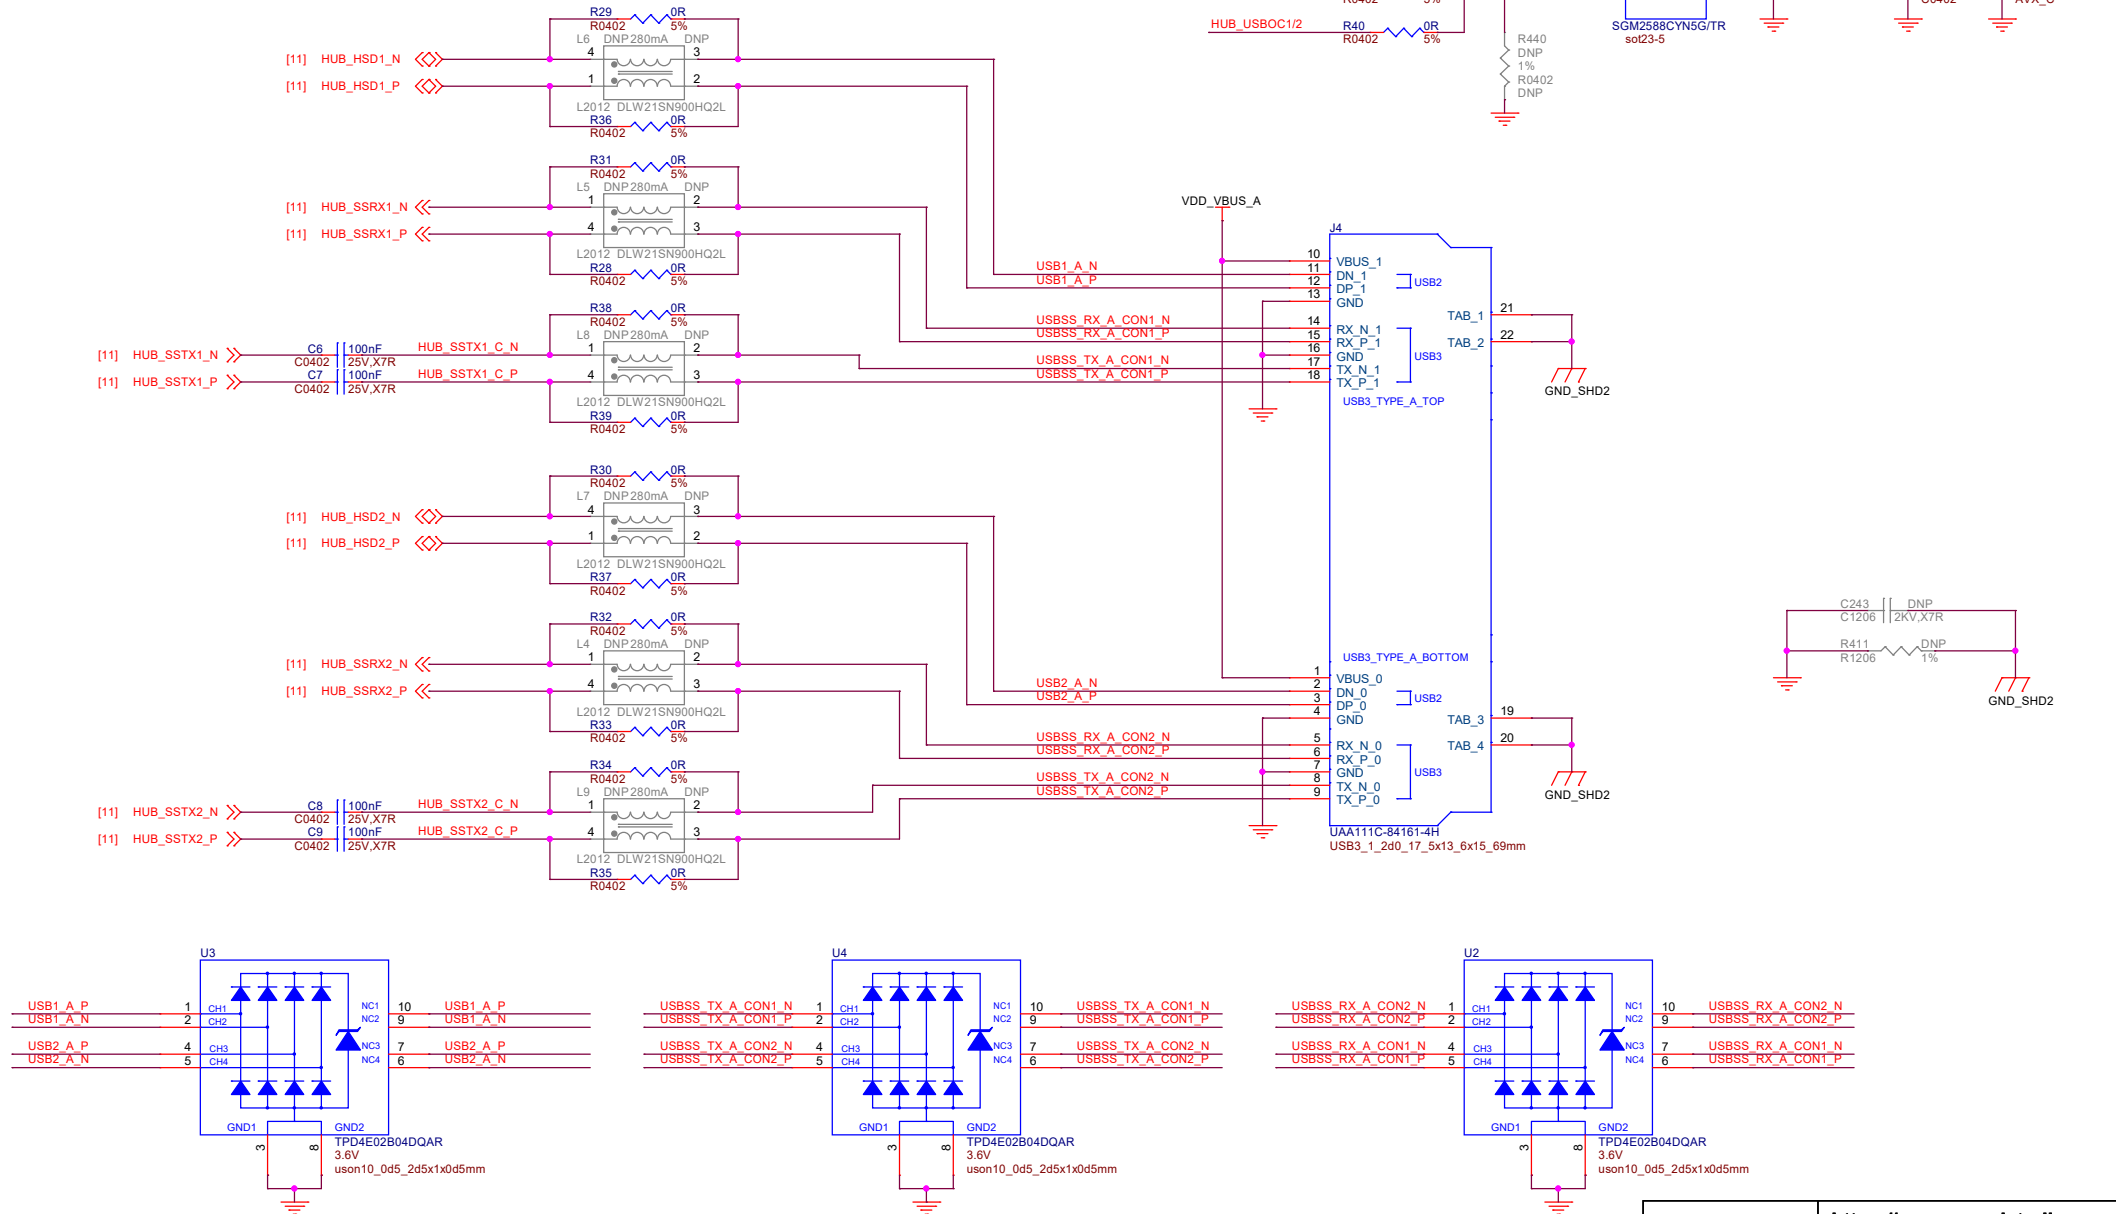 R29 0R
R0402 5%
L6 DNP 280mA DNP
4 3
1 2
L2012 DLW21SN900HQ2L
R36 0R
R0402 5%
[11] HUB_HSD1_N
[11] HUB_HSD1_P
HUB_USBOC1/2
R40 0R
R0402 5%
R440
DNP
1%
R0402
DNP
SGM2588CYN5G/TR
sot23-5
R31 0R
R0402 5%
L5 DNP 280mA DNP
1 2
4 3
L2012 DLW21SN900HQ2L
R28 0R
R0402 5%
[11] HUB_SSRX1_N
[11] HUB_SSRX1_P
R38 0R
R0402 5%
L8 DNP 280mA DNP
1 2
4 3
L2012 DLW21SN900HQ2L
R39 0R
R0402 5%
[11] HUB_SSTX1_N
[11] HUB_SSTX1_P
C6 100nF
C0402 25V,X7R
C7 100nF
C0402 25V,X7R
HUB_SSTX1_C_N
HUB_SSTX1_C_P
R30 0R
R0402 5%
L7 DNP 280mA DNP
4 3
1 2
L2012 DLW21SN900HQ2L
R37 0R
R0402 5%
[11] HUB_HSD2_N
[11] HUB_HSD2_P
R32 0R
R0402 5%
L4 DNP 280mA DNP
1 2
4 3
L2012 DLW21SN900HQ2L
R33 0R
R0402 5%
[11] HUB_SSRX2_N
[11] HUB_SSRX2_P
R34 0R
R0402 5%
L9 DNP 280mA DNP
1 2
4 3
L2012 DLW21SN900HQ2L
R35 0R
R0402 5%
[11] HUB_SSTX2_N
[11] HUB_SSTX2_P
C8 100nF
C0402 25V,X7R
C9 100nF
C0402 25V,X7R
HUB_SSTX2_C_N
HUB_SSTX2_C_P
VDD_VBUS_A
J4
10 VBUS_1
USB1_A_N 11 DN_1
USB1_A_P 12 DP_1
USB2
13 GND
USBSS_RX_A_CON1_N 14 RX_N_1
USBSS_RX_A_CON1_P 15 RX_P_1
16 GND
USB3
USBSS_TX_A_CON1_N 17 TX_N_1
USBSS_TX_A_CON1_P 18 TX_P_1
USB3_TYPE_A_TOP
TAB_1 21
TAB_2 22
GND_SHD2
USB3_TYPE_A_BOTTOM
1 VBUS_0
USB2_A_N 2 DN_0
USB2_A_P 3 DP_0
USB2
4 GND
USBSS_RX_A_CON2_N 5 RX_N_0
USBSS_RX_A_CON2_P 6 RX_P_0
7 GND
USB3
USBSS_TX_A_CON2_N 8 TX_N_0
USBSS_TX_A_CON2_P 9 TX_P_0
TAB_3 19
TAB_4 20
GND_SHD2
UAA111C-84161-4H
USB3_1_2d0_17_5x13_6x15_69mm
C243 DNP
C1206 2KV,X7R
R411 DNP
R1206 1%
GND_SHD2
U3
USB1_A_P 1 CH1 NC1 10 USB1_A_P
USB1_A_N 2 CH2 NC2 9 USB1_A_N
USB2_A_P 4 CH3 NC3 7 USB2_A_P
USB2_A_N 5 CH4 NC4 6 USB2_A_N
GND1 GND2
3 8
TPD4E02B04DQAR
3.6V
uson10_0d5_2d5x1x0d5mm
U4
USBSS_TX_A_CON1_N 1 CH1 NC1 10 USBSS_TX_A_CON1_N
USBSS_TX_A_CON1_P 2 CH2 NC2 9 USBSS_TX_A_CON1_P
USBSS_TX_A_CON2_N 4 CH3 NC3 7 USBSS_TX_A_CON2_N
USBSS_TX_A_CON2_P 5 CH4 NC4 6 USBSS_TX_A_CON2_P
GND1 GND2
3 8
TPD4E02B04DQAR
3.6V
uson10_0d5_2d5x1x0d5mm
U2
USBSS_RX_A_CON2_N 1 CH1 NC1 10 USBSS_RX_A_CON2_N
USBSS_RX_A_CON2_P 2 CH2 NC2 9 USBSS_RX_A_CON2_P
USBSS_RX_A_CON1_N 4 CH3 NC3 7 USBSS_RX_A_CON1_N
USBSS_RX_A_CON1_P 5 CH4 NC4 6 USBSS_RX_A_CON1_P
GND1 GND2
3 8
TPD4E02B04DQAR
3.6V
uson10_0d5_2d5x1x0d5mm